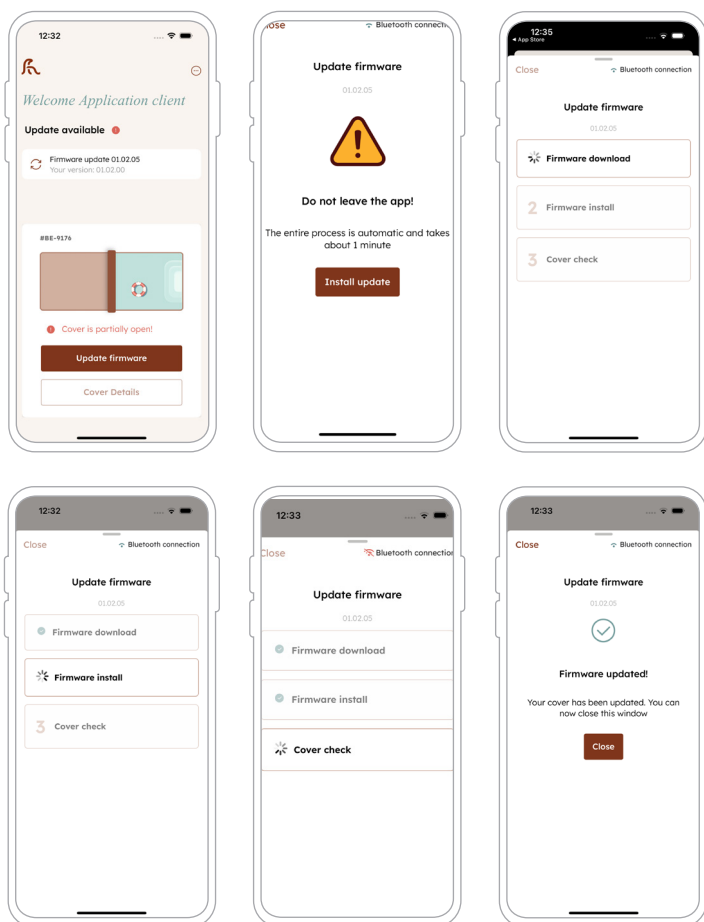 12:32
Welcome Application client
Update available
Firmware update 01.02.05
Your version: 01.02.00
#BE-9176
Cover is partially open!
Update firmware
Cover Details
Bluetooth connecti
Update firmware
01.02.05
Do not leave the app!
The entire process is automatic and takes
about 1 minute
Install update
12:35
App Store
Close
Bluetooth connection
Update firmware
01.02.05
Firmware download
2 Firmware install
3 Cover check
12:32
Close
Bluetooth connection
Update firmware
01.02.05
Firmware download
Firmware install
3 Cover check
12:33
Close
Bluetooth connection
Update firmware
01.02.05
Firmware download
Firmware install
Cover check
12:33
Close
Bluetooth connection
Update firmware
01.02.05
Firmware updated!
Your cover has been updated. You can
now close this window
Close